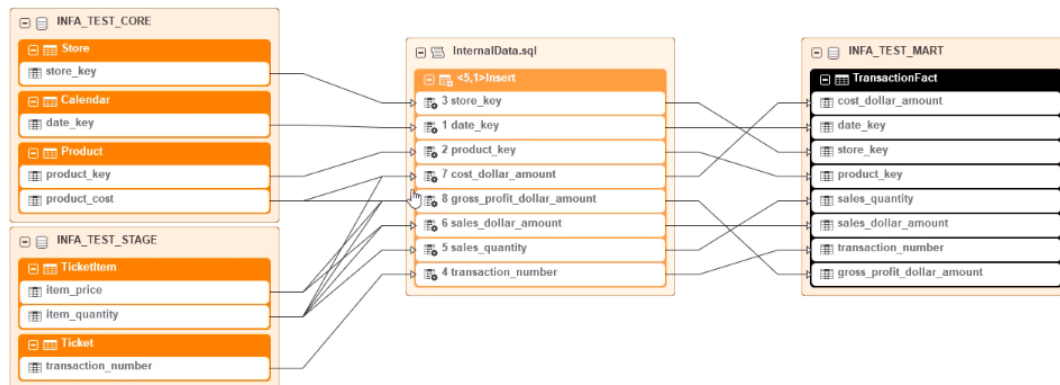 INFA_TEST_CORE
Store
store_key
Calendar
date_key
Product
product_key
product_cost
INFA_TEST_STAGE
TicketItem
item_price
item_quantity
Ticket
transaction_number
InternalData.sql
<5,1>Insert
3 store_key
1 date_key
2 product_key
7 cost_dollar_amount
8 gross_profit_dollar_amount
6 sales_dollar_amount
5 sales_quantity
4 transaction_number
INFA_TEST_MART
TransactionFact
cost_dollar_amount
date_key
store_key
product_key
sales_quantity
sales_dollar_amount
transaction_number
gross_profit_dollar_amount